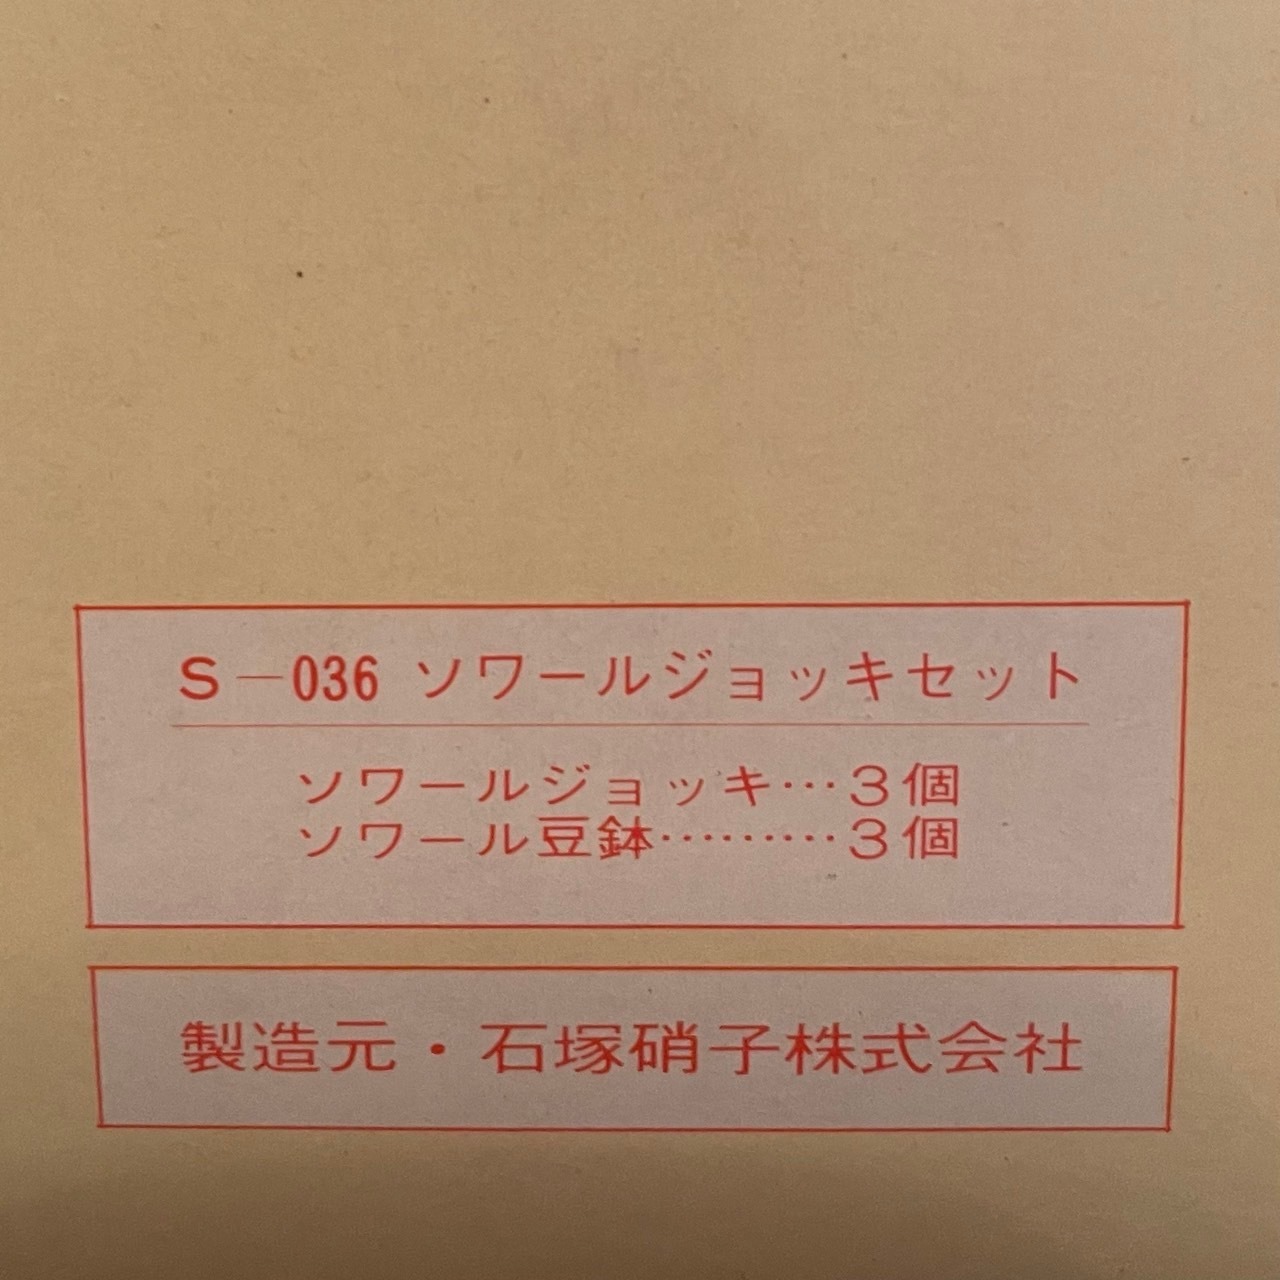 S－036 ソワールジョッキセット
ソワールジョッキ…3個
ソワール豆鉢………3個
製造元・石塚硝子株式会社